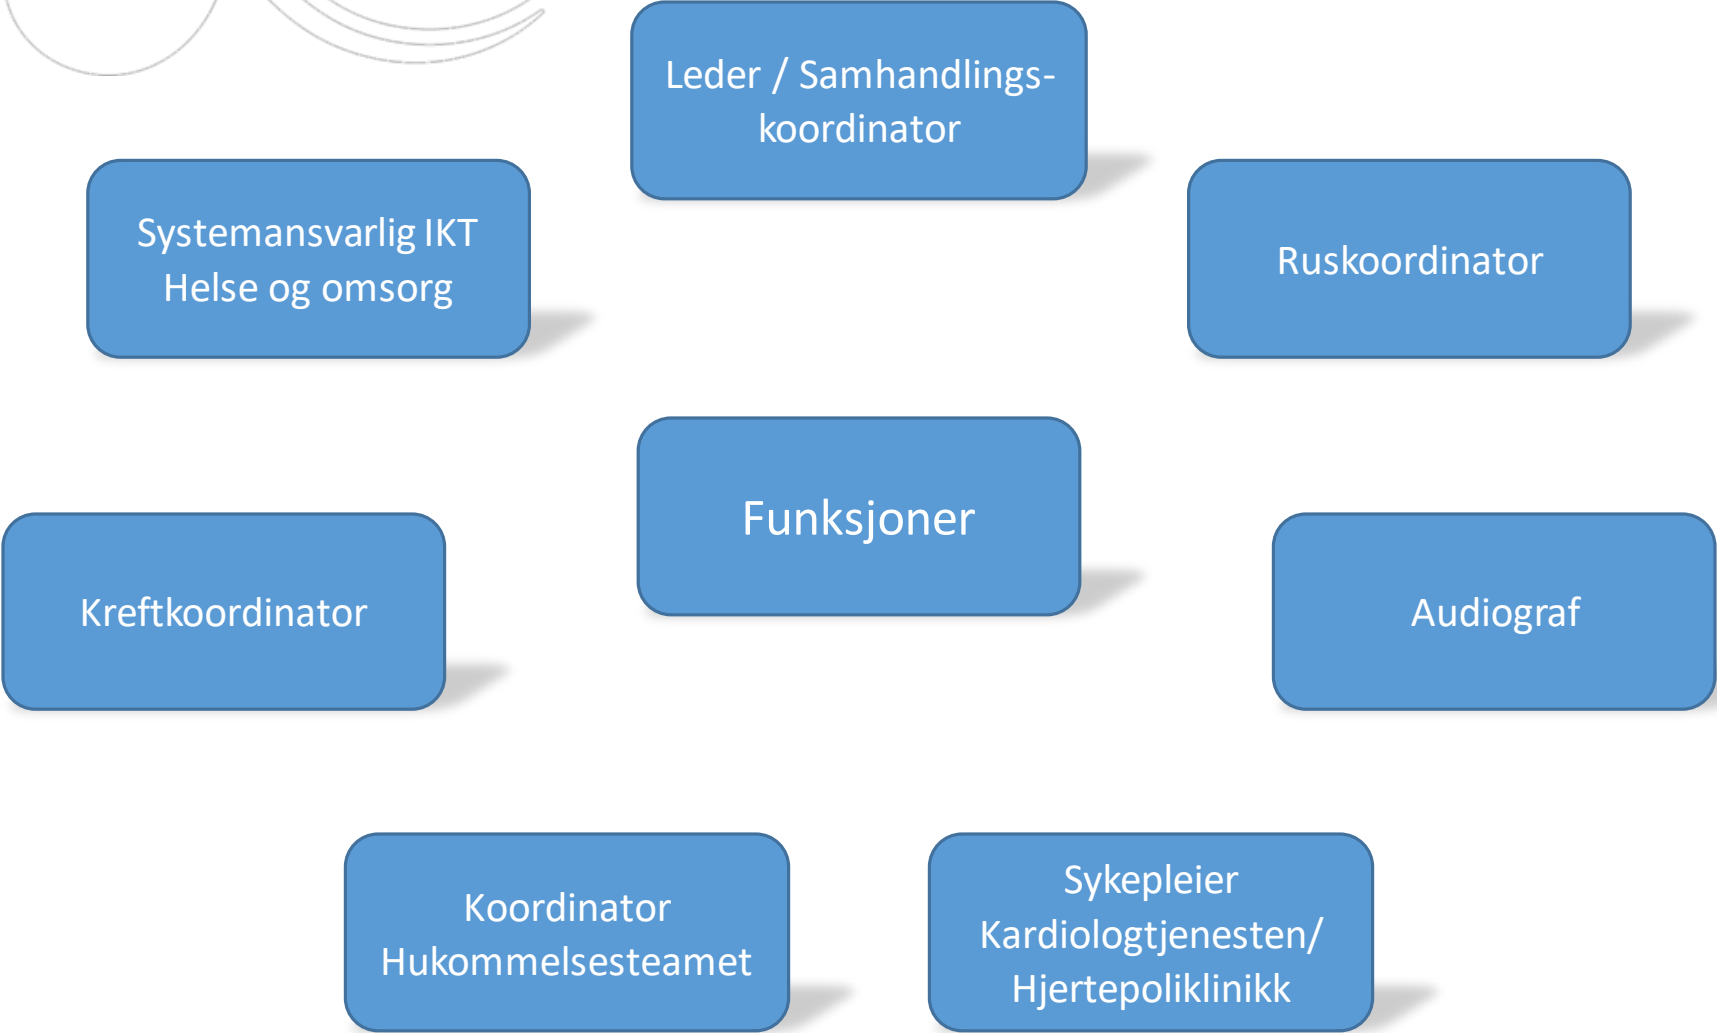 Leder / Samhandlings-
koordinator
Systemansvarlig IKT
Helse og omsorg
Ruskoordinator
Funksjoner
Kreftkoordinator
Audiograf
Koordinator
Hukommelsesteamet
Sykepleier
Kardiologtjenesten/
Hjertepoliklinikk